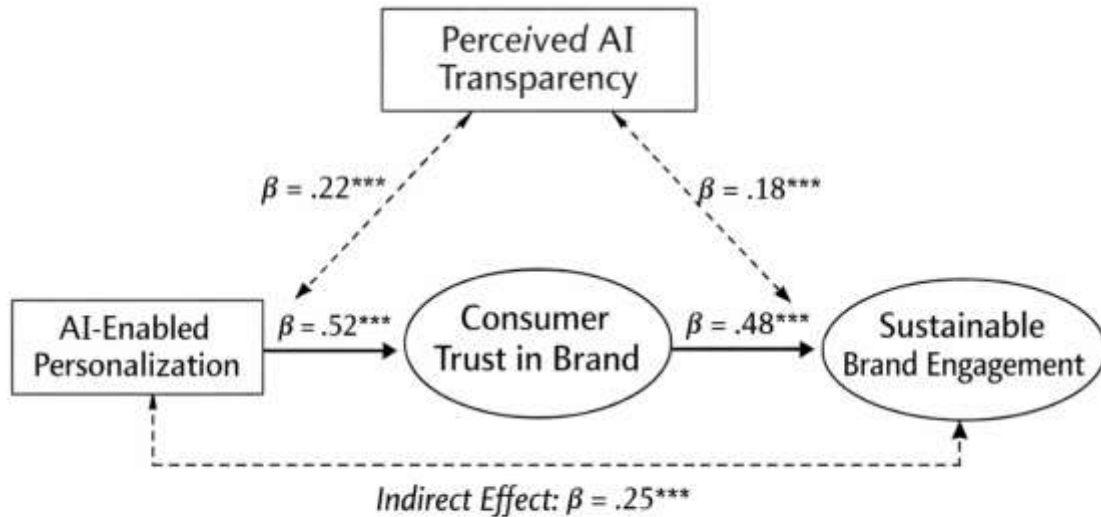 Perceived AI
Transparency
β = .22***
β = .18***
AI-Enabled
Personalization
β = .52***
Consumer
Trust in Brand
β = .48***
Sustainable
Brand Engagement
Indirect Effect: β = .25***